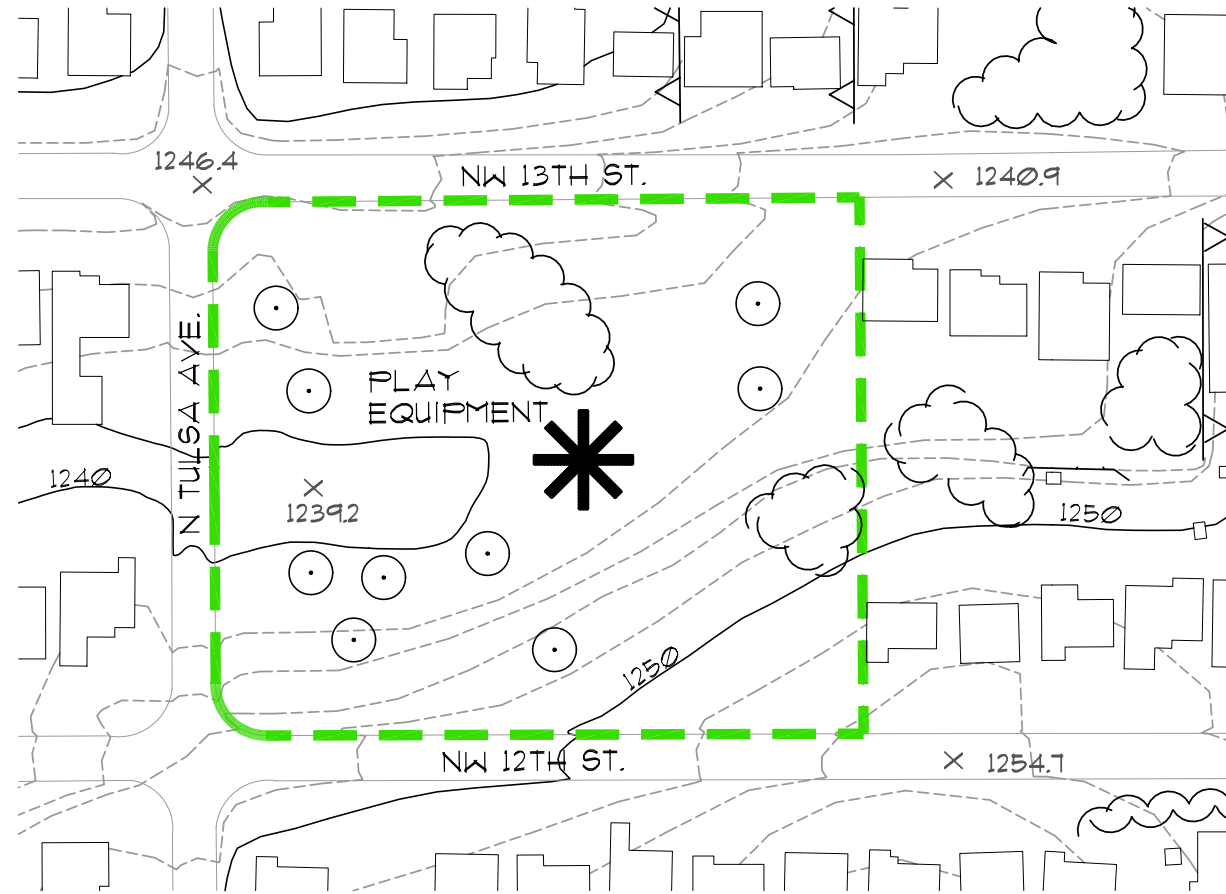 1246.4
NW 13TH ST.
1240.9
N TULSA AVE.
PLAY
EQUIPMENT
1240
1239.2
1250
1250
NW 12TH ST.
1254.7